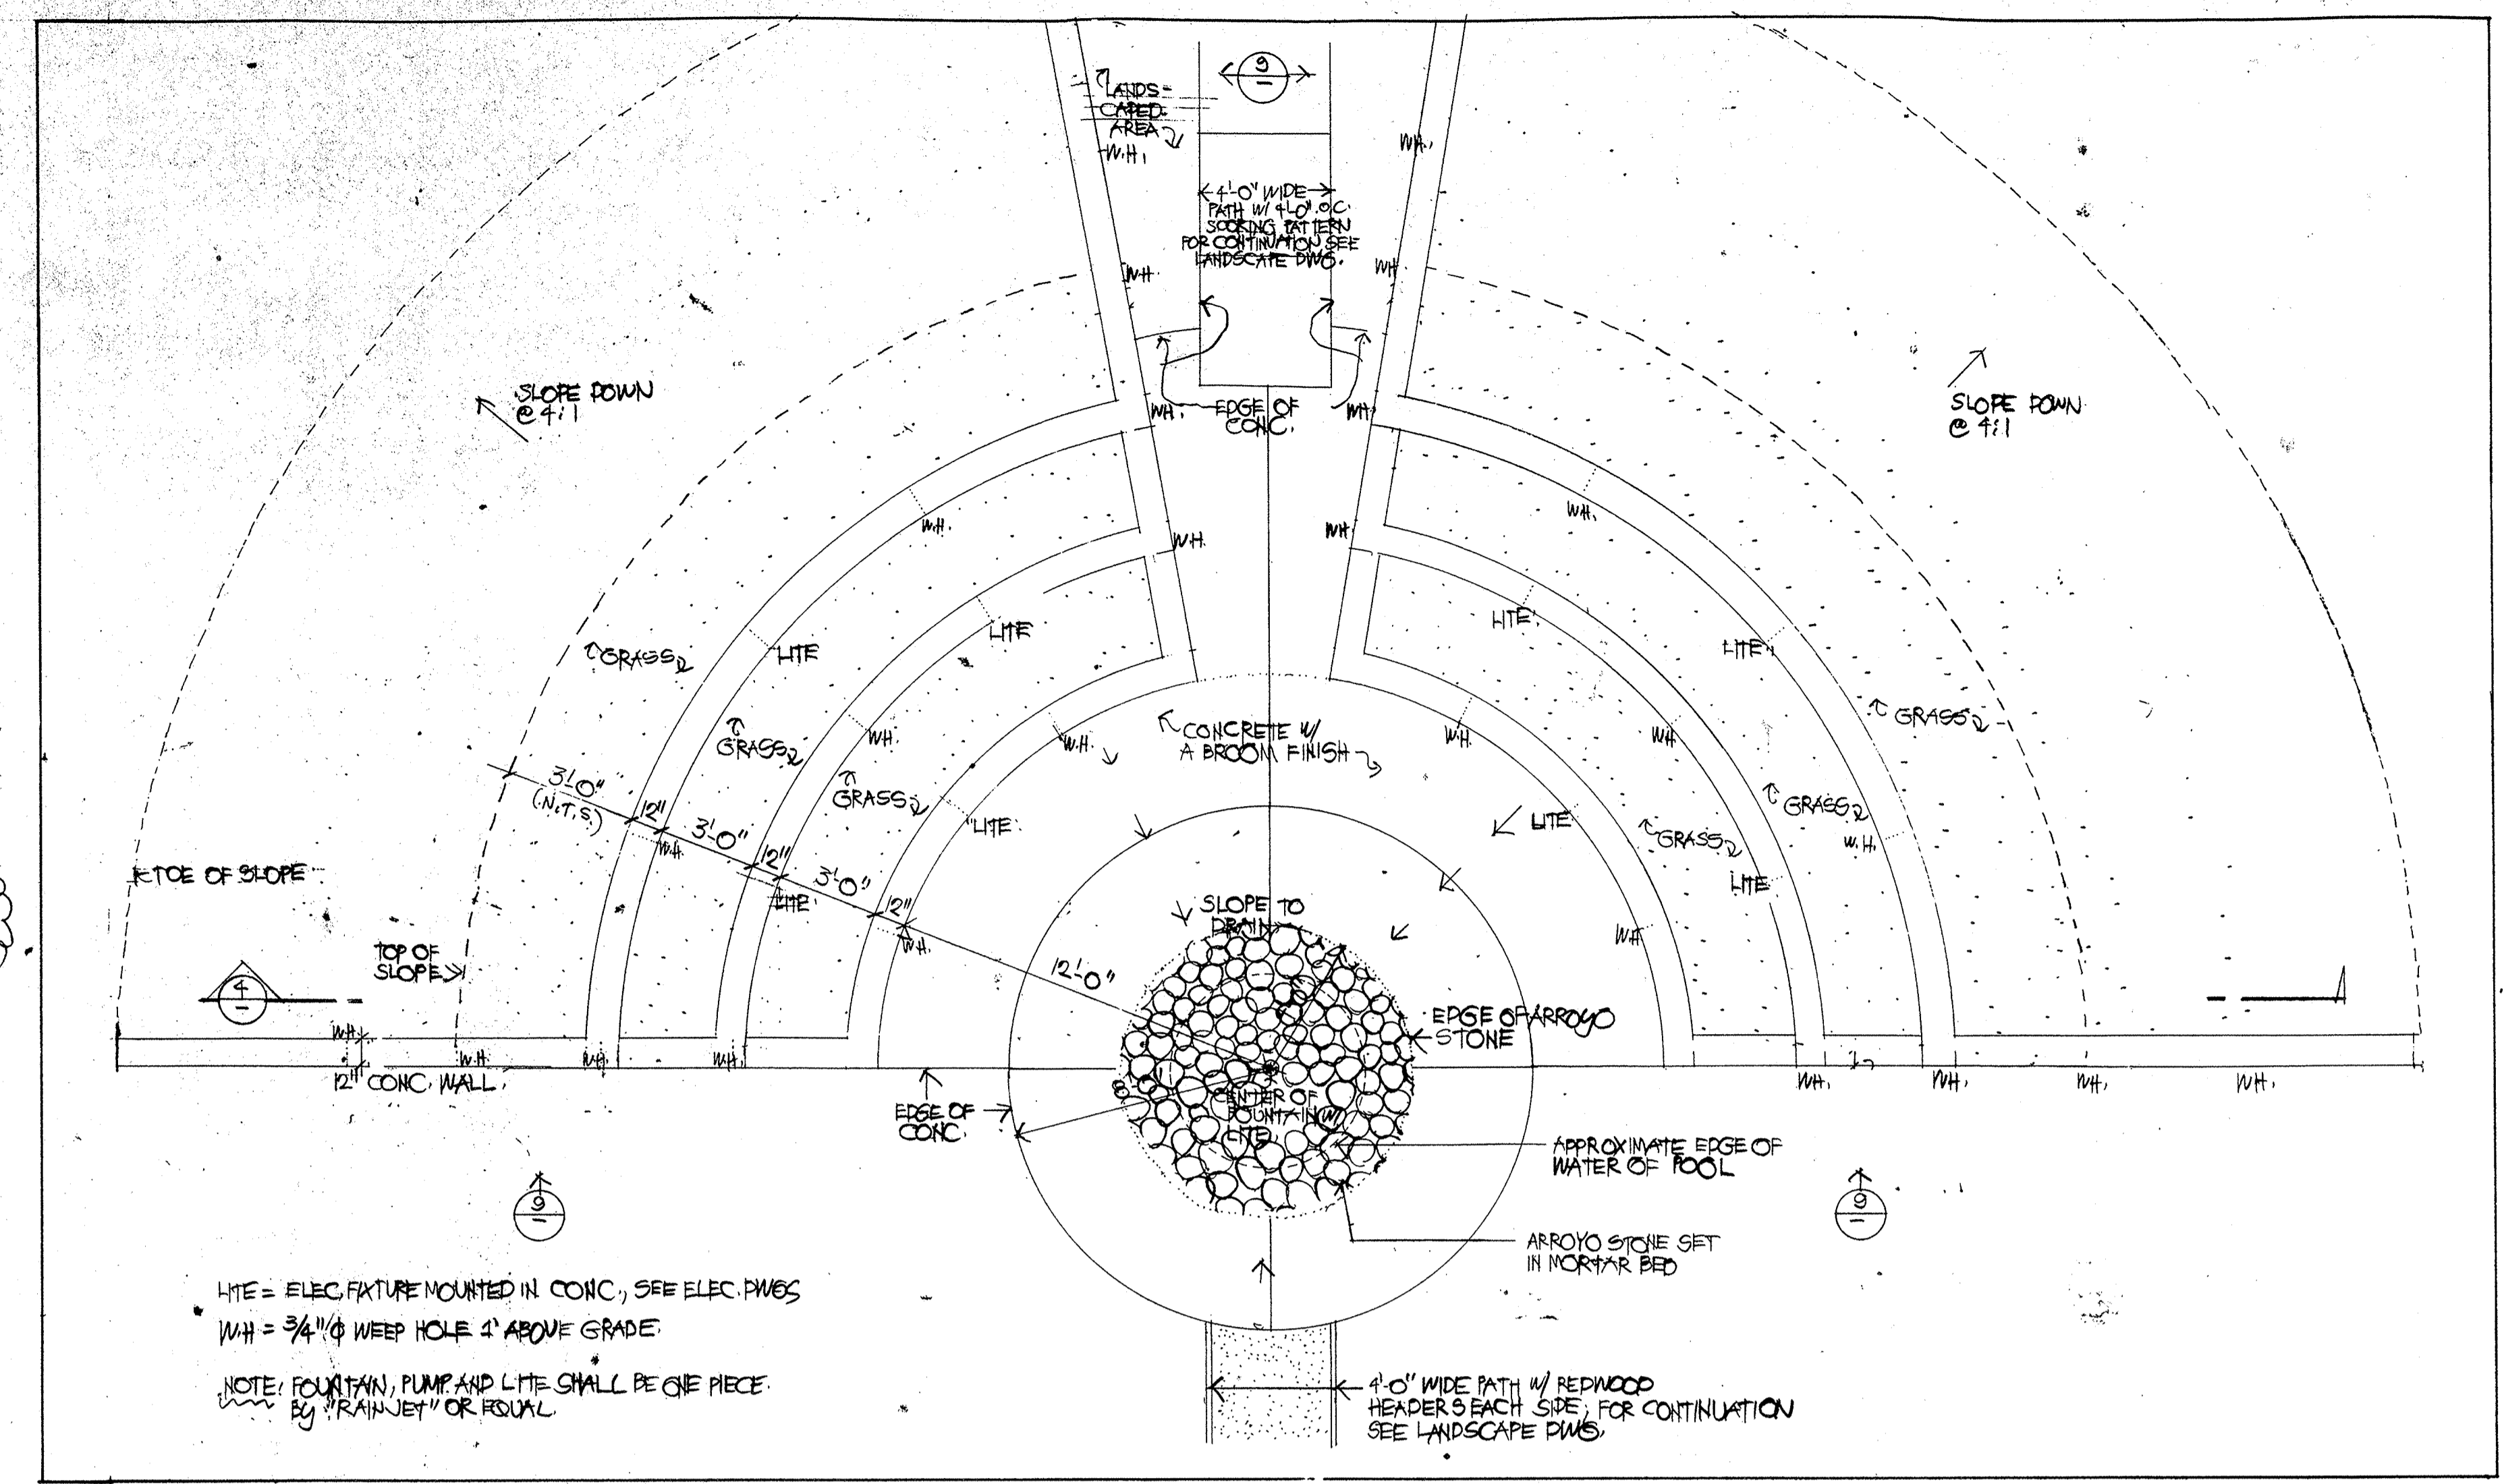 9
LANDS-
CAPED
AREA
W.H.
W.H.
4'-0" WIDE
PATH W/ 4'-0" O.C.
SCORING PATTERN
FOR CONTINUATION SEE
LANDSCAPE DWG.
W.H.
W.H.
SLOPE DOWN
@ 4:1
SLOPE DOWN
@ 4:1
W.H.
EDGE OF
CONC.
W.H.
W.H.
W.H.
W.H.
W.H.
LITE
LITE
LITE
LITE
GRASS
GRASS
GRASS
W.H.
W.H.
CONCRETE W/
A BROOM FINISH
W.H.
W.H.
GRASS
3'-0"
(N.T.S.)
12"
3'-0"
12"
3'-0"
12"
12'-0"
GRASS
LITE
LITE
GRASS
GRASS
W.H.
W.H.
LITE
LITE
W.H.
W.H.
TOE OF SLOPE
TOP OF
SLOPE
SLOPE TO
DRAIN
4
EDGE OF ARROYO
STONE
W.H.
W.H.
W.H.
W.H.
12" CONC. WALL
8'-0"
W.H.
W.H.
W.H.
W.H.
CENTER OF
FOUNTAIN W/
LITE
EDGE OF
CONC.
APPROXIMATE EDGE OF
WATER OF POOL
9
9
ARROYO STONE SET
IN MORTAR BED
LITE = ELEC. FIXTURE MOUNTED IN CONC., SEE ELEC. DWGS
W.H = 3/4"Φ WEEP HOLE 1' ABOVE GRADE.
NOTE: FOUNTAIN, PUMP AND LITE SHALL BE ONE PIECE.
BY "RAINJET" OR EQUAL.
4'-0" WIDE PATH W/ REDWOOD
HEADERS EACH SIDE, FOR CONTINUATION
SEE LANDSCAPE DWG.